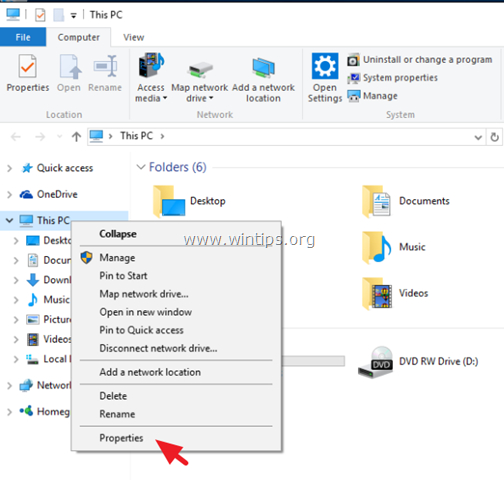 This PC
File Computer View
Properties Open Rename
Access media Map network drive Add a network location
Open Settings
Uninstall or change a program
System properties
Manage
Location Network System
This PC
Quick access
OneDrive
This PC
Deskto
Docum
Downl
Music
Picture
Videos
Local
Network
Homeg
Folders (6)
Desktop
Documents
Music
Videos
DVD RW Drive (D:)
DVD
www.wintips.org
Collapse
Manage
Pin to Start
Map network drive...
Open in new window
Pin to Quick access
Disconnect network drive...
Add a network location
Delete
Rename
Properties